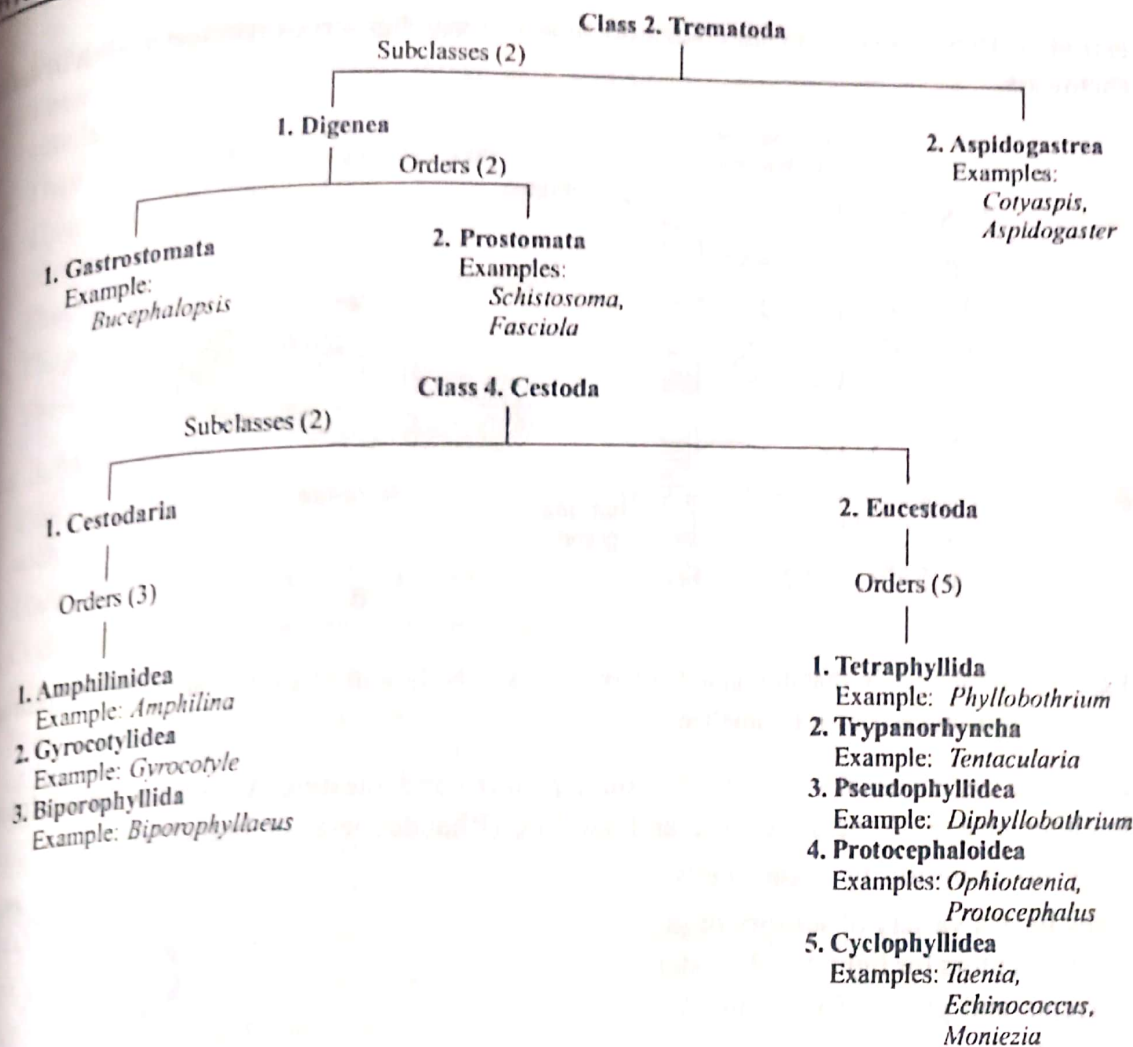 Class 2. Trematoda
Subclasses (2)
1. Digenea
2. Aspidogastrea
Examples:
Cotyaspis,
Aspidogaster
Orders (2)
1. Gastrostomata
Example:
Bucephalopsis
2. Prostomata
Examples:
Schistosoma,
Fasciola
Class 4. Cestoda
Subclasses (2)
1. Cestodaria
Orders (3)
1. Amphilinidea
Example: Amphilina
2. Gyrocotylidea
Example: Gyrocotyle
3. Biporophyllida
Example: Biporophyllaeus
2. Eucestoda
Orders (5)
1. Tetraphyllida
Example: Phyllobothrium
2. Trypanorhyncha
Example: Tentacularia
3. Pseudophyllidea
Example: Diphyllobothrium
4. Protocephaloidea
Examples: Ophiotaenia,
Protocephalus
5. Cyclophyllidea
Examples: Taenia,
Echinococcus,
Moniezia